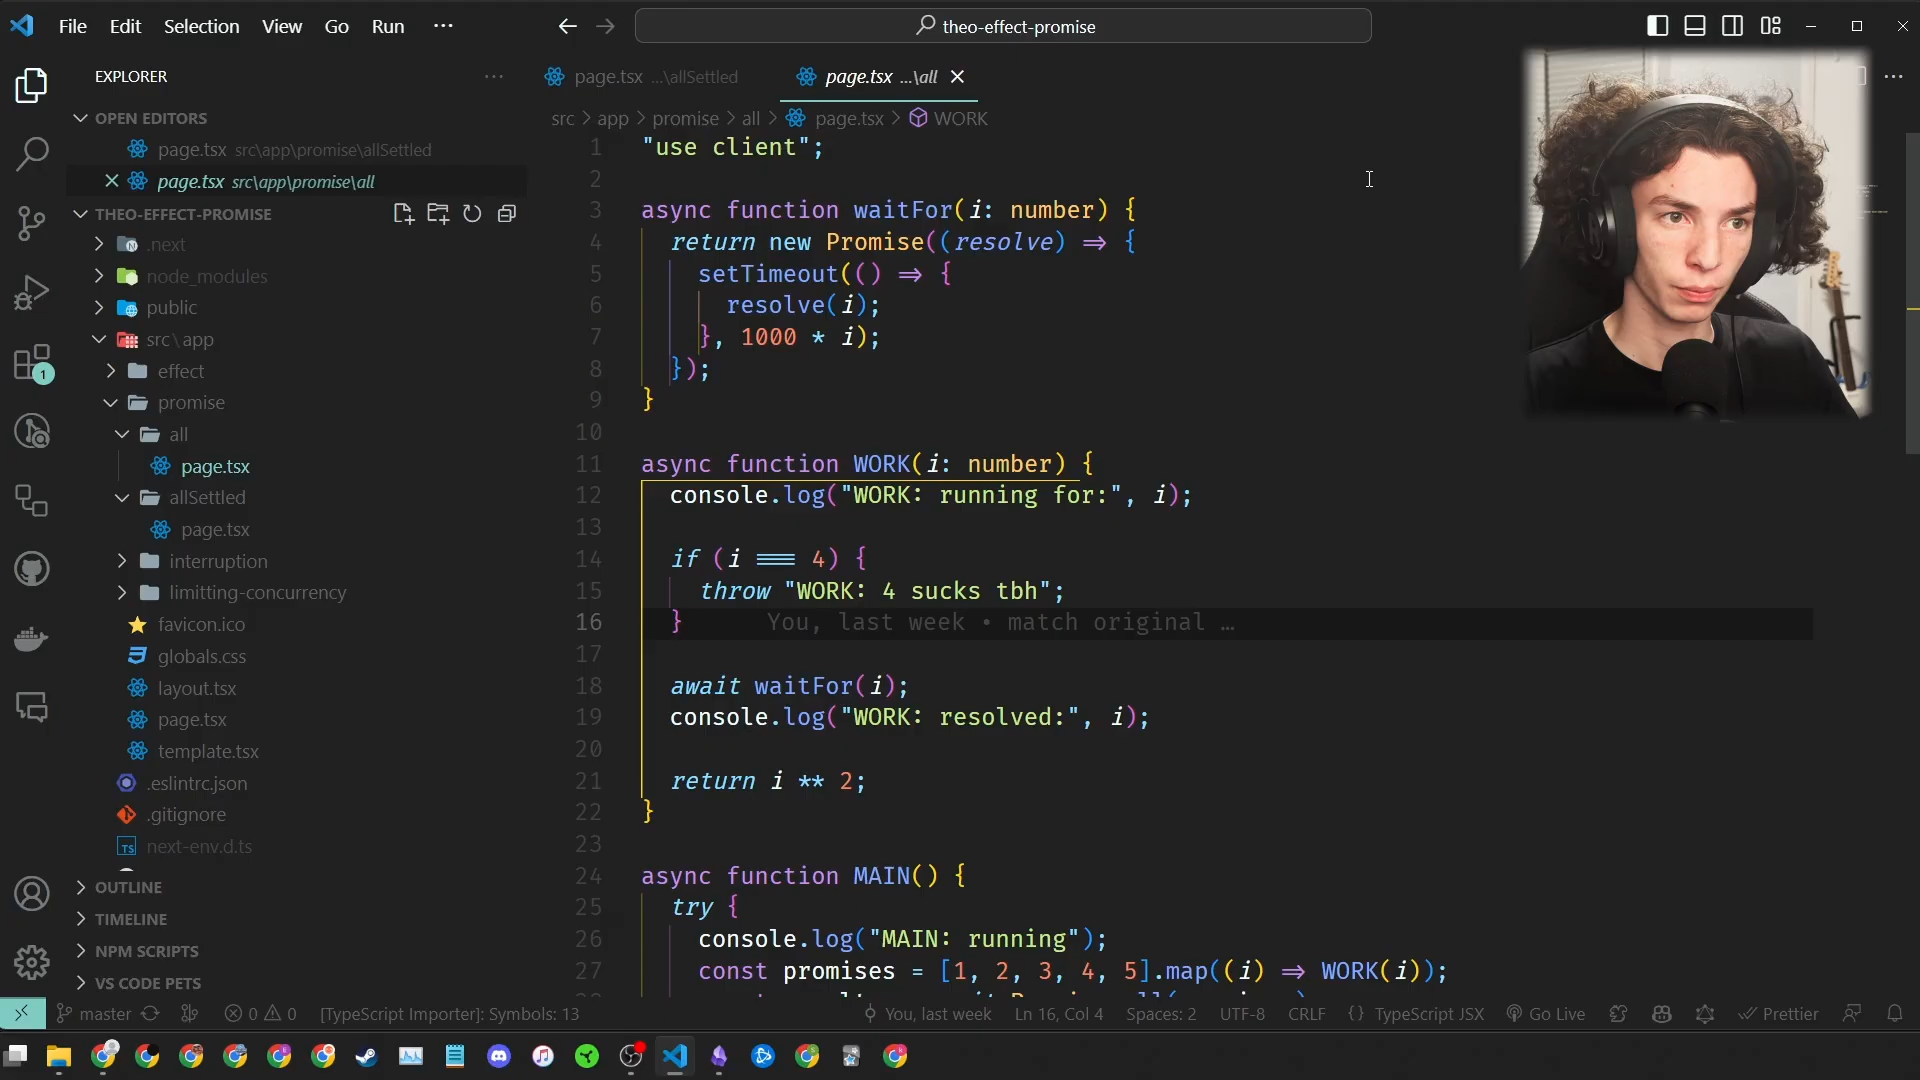 File Edit Selection View Go Run ···
theo-effect-promise
EXPLORER
page.tsx ...\allSettled
page.tsx ...\all
OPEN EDITORS
page.tsx src\app\promise\allSettled
page.tsx src\app\promise\all
THEO-EFFECT-PROMISE
.next
node_modules
public
src\app
effect
promise
all
page.tsx
allSettled
page.tsx
interruption
limitting-concurrency
favicon.ico
globals.css
layout.tsx
page.tsx
template.tsx
.eslintrc.json
.gitignore
next-env.d.ts
OUTLINE
TIMELINE
NPM SCRIPTS
VS CODE PETS
1
src > app > promise > all > page.tsx > WORK
1 "use client";
2
3 async function waitFor(i: number) {
4 return new Promise((resolve) => {
5 setTimeout(() => {
6 resolve(i);
7 }, 1000 * i);
8 });
9 }
10
11 async function WORK(i: number) {
12 console.log("WORK: running for:", i);
13
14 if (i === 4) {
15 throw "WORK: 4 sucks tbh";
16 } You, last week • match original …
17
18 await waitFor(i);
19 console.log("WORK: resolved:", i);
20
21 return i ** 2;
22 }
23
24 async function MAIN() {
25 try {
26 console.log("MAIN: running");
27 const promises = [1, 2, 3, 4, 5].map((i) => WORK(i));
master 0 0 [TypeScript Importer]: Symbols: 13 You, last week Ln 16, Col 4 Spaces: 2 UTF-8 CRLF {} TypeScript JSX Go Live Prettier